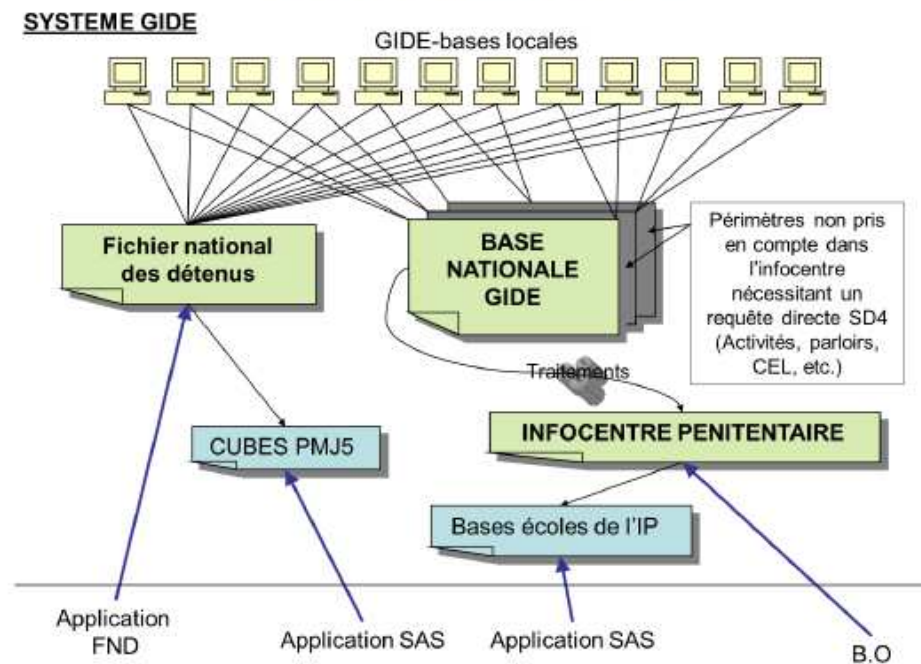 SYSTEME GIDE
GIDE-bases locales
Fichier national
des détenus
BASE
NATIONALE
GIDE
Périmètres non pris
en compte dans
l'infocentre
nécessitant un
requête directe SD4
(Activités, parloirs,
CEL, etc.)
Traitements
CUBES PMJ5
INFOCENTRE PENITENTAIRE
Bases écoles de l'IP
Application
FND
Application SAS
Application SAS
B.O